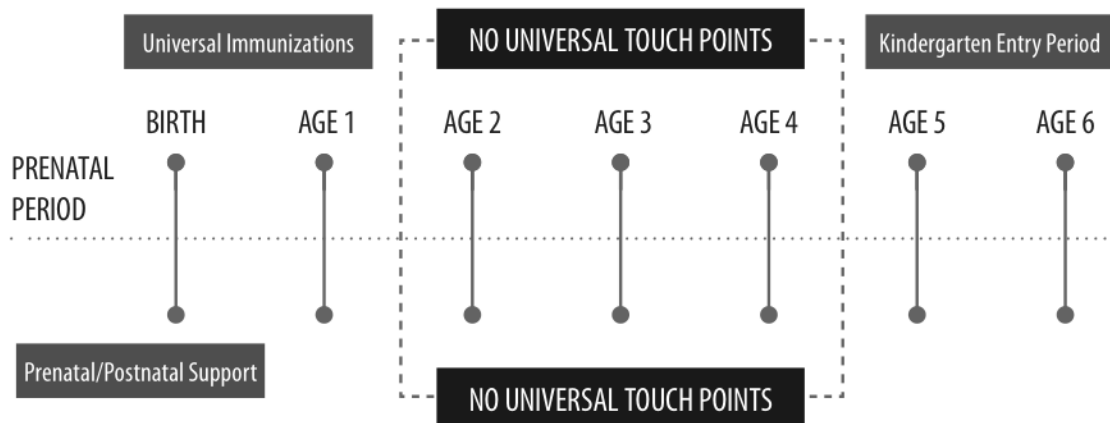 Universal Immunizations
NO UNIVERSAL TOUCH POINTS
Kindergarten Entry Period
BIRTH
AGE 1
AGE 2
AGE 3
AGE 4
AGE 5
AGE 6
PRENATAL
PERIOD
Prenatal/Postnatal Support
NO UNIVERSAL TOUCH POINTS